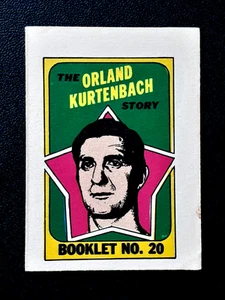 THE ORLAND
KURTENBACH
STORY
BOOKLET NO. 20